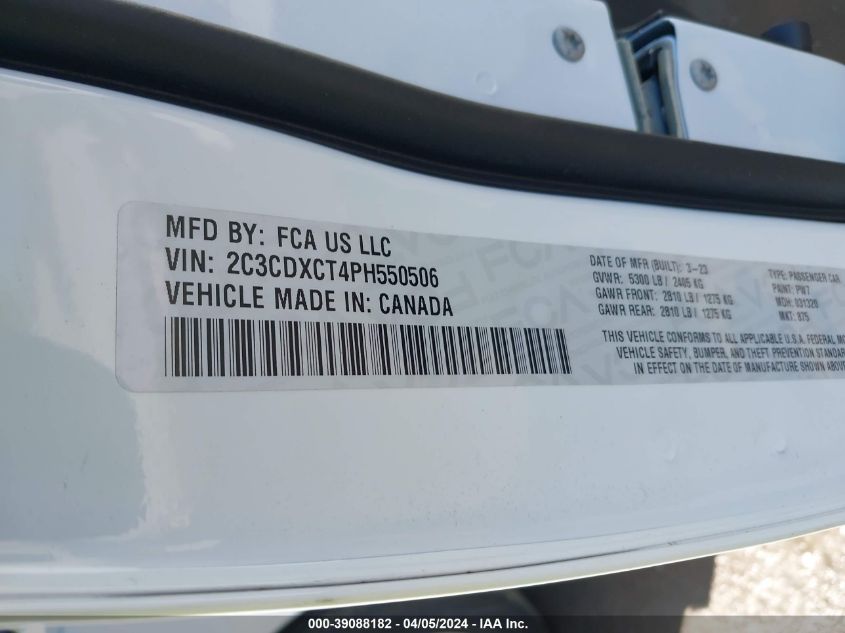 MFD BY: FCA US LLC
VIN: 2C3CDXCT4PH550506
VEHICLE MADE IN: CANADA
DATE OF MFR (BUILT): 3-23
GVWR: 5300 LB / 2405 KG
GAWR FRONT: 2810 LB / 1275 KG
GAWR REAR: 2810 LB / 1275 KG
TYPE: PASSENGER CAR
PAINT: PW7
MDH: 031320
MKT: 875
THIS VEHICLE CONFORMS TO ALL APPLICABLE U.S.A. FEDERAL MO
VEHICLE SAFETY, BUMPER, AND THEFT PREVENTION STANDAR
IN EFFECT ON THE DATE OF MANUFACTURE SHOWN ABOVE
000-39088182 - 04/05/2024 - IAA Inc.